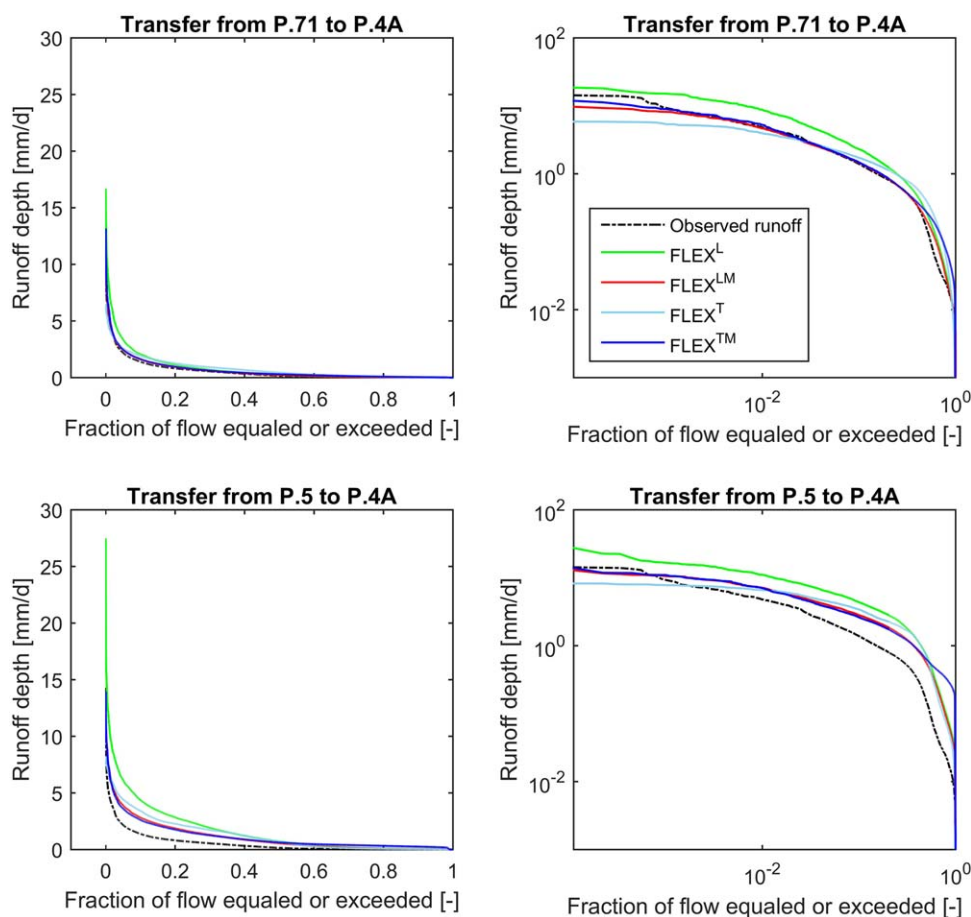 Transfer from P.71 to P.4A
30
25
20
15
10
5
0
Runoff depth [mm/d]
0 0.2 0.4 0.6 0.8 1
Fraction of flow equaled or exceeded [-]
Transfer from P.71 to P.4A
10^2
10^0
10^-2
Runoff depth [mm/d]
Observed runoff
FLEX^L
FLEX^LM
FLEX^T
FLEX^TM
10^-2 10^0
Fraction of flow equaled or exceeded [-]
Transfer from P.5 to P.4A
30
25
20
15
10
5
0
Runoff depth [mm/d]
0 0.2 0.4 0.6 0.8 1
Fraction of flow equaled or exceeded [-]
Transfer from P.5 to P.4A
10^2
10^0
10^-2
Runoff depth [mm/d]
10^-2 10^0
Fraction of flow equaled or exceeded [-]